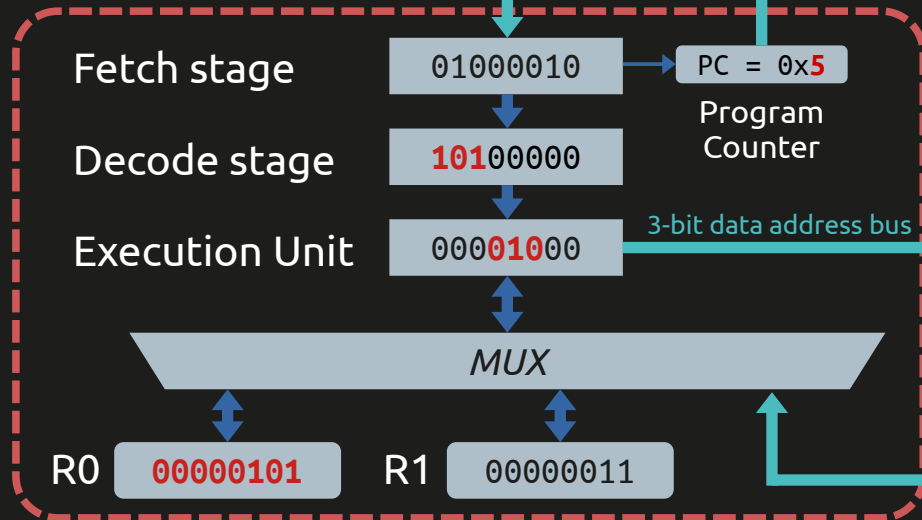 Fetch stage
01000010
PC = 0x5
Program
Counter
Decode stage
10100000
Execution Unit
00001000
3-bit data address bus
MUX
R0
00000101
R1
00000011